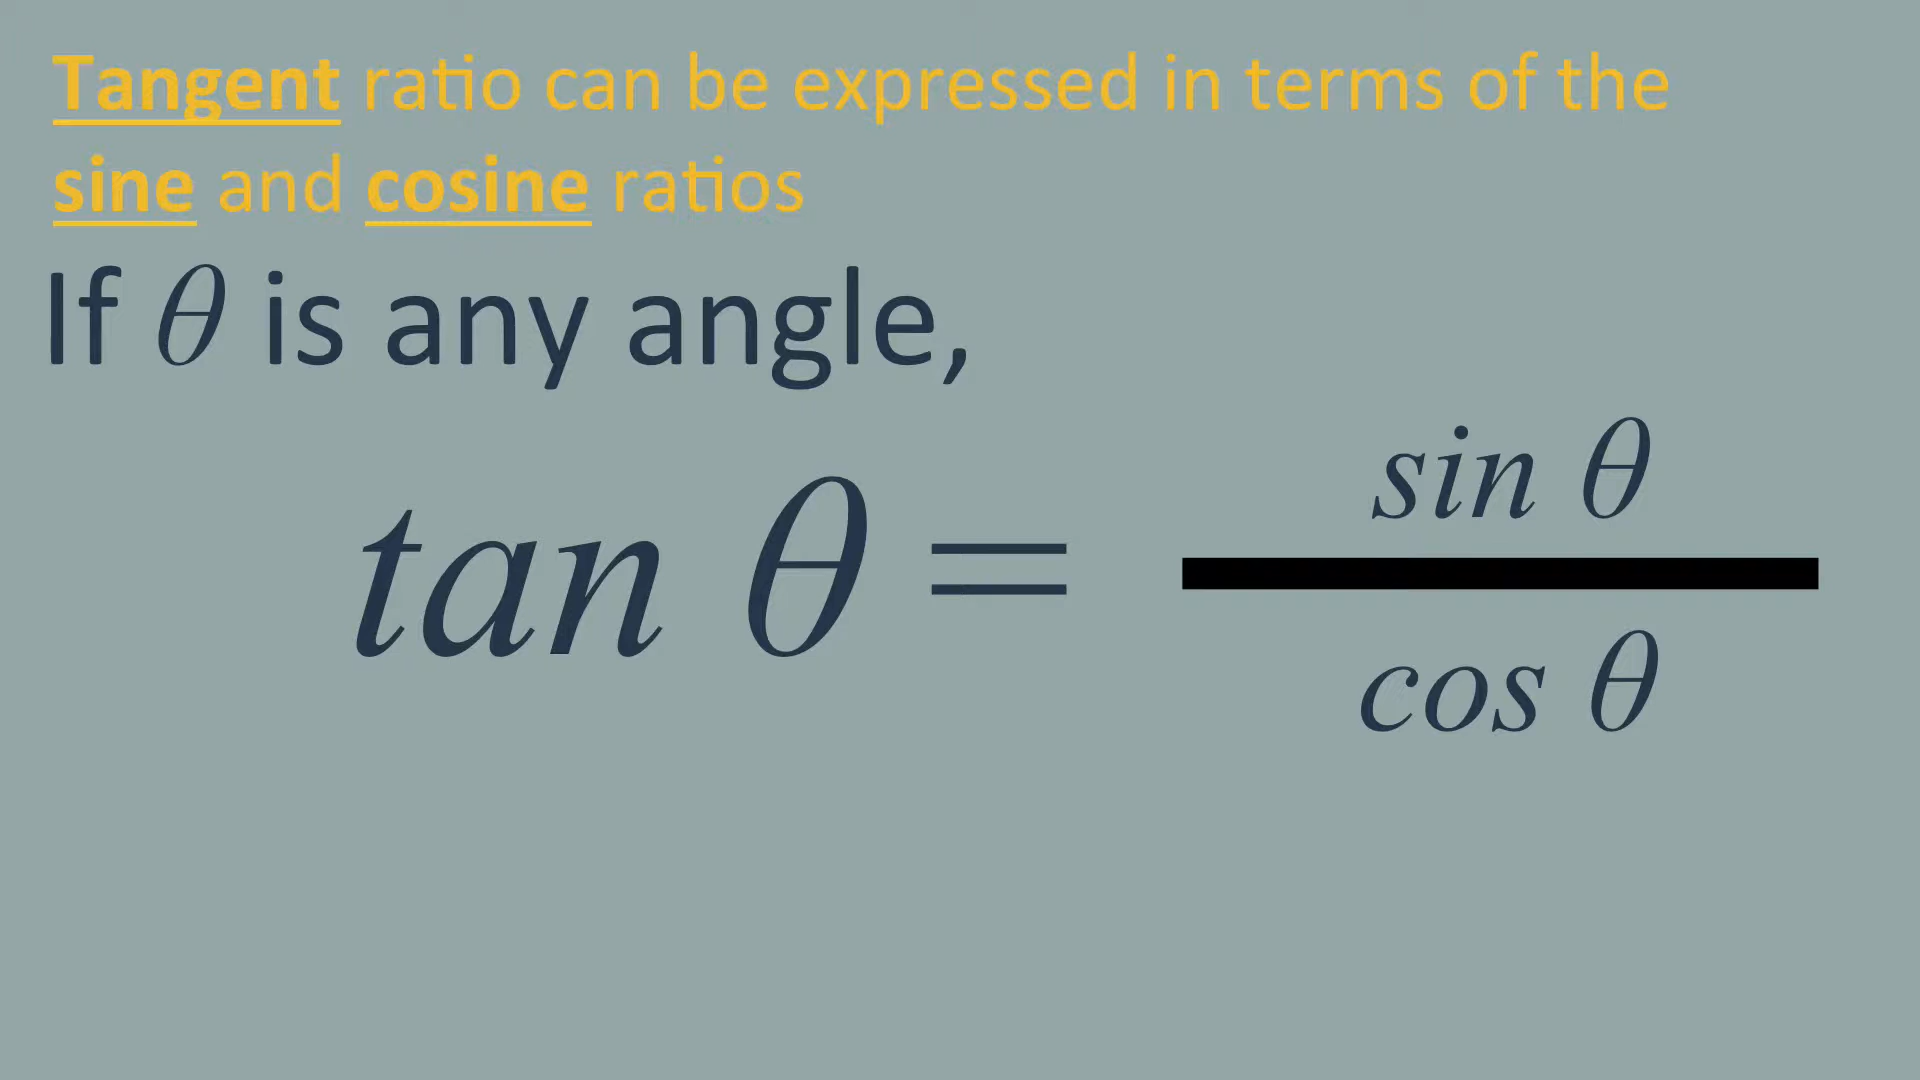 Tangent ratio can be expressed in terms of the
sine and cosine ratios
If θ is any angle,
tan θ = sin θ / cos θ